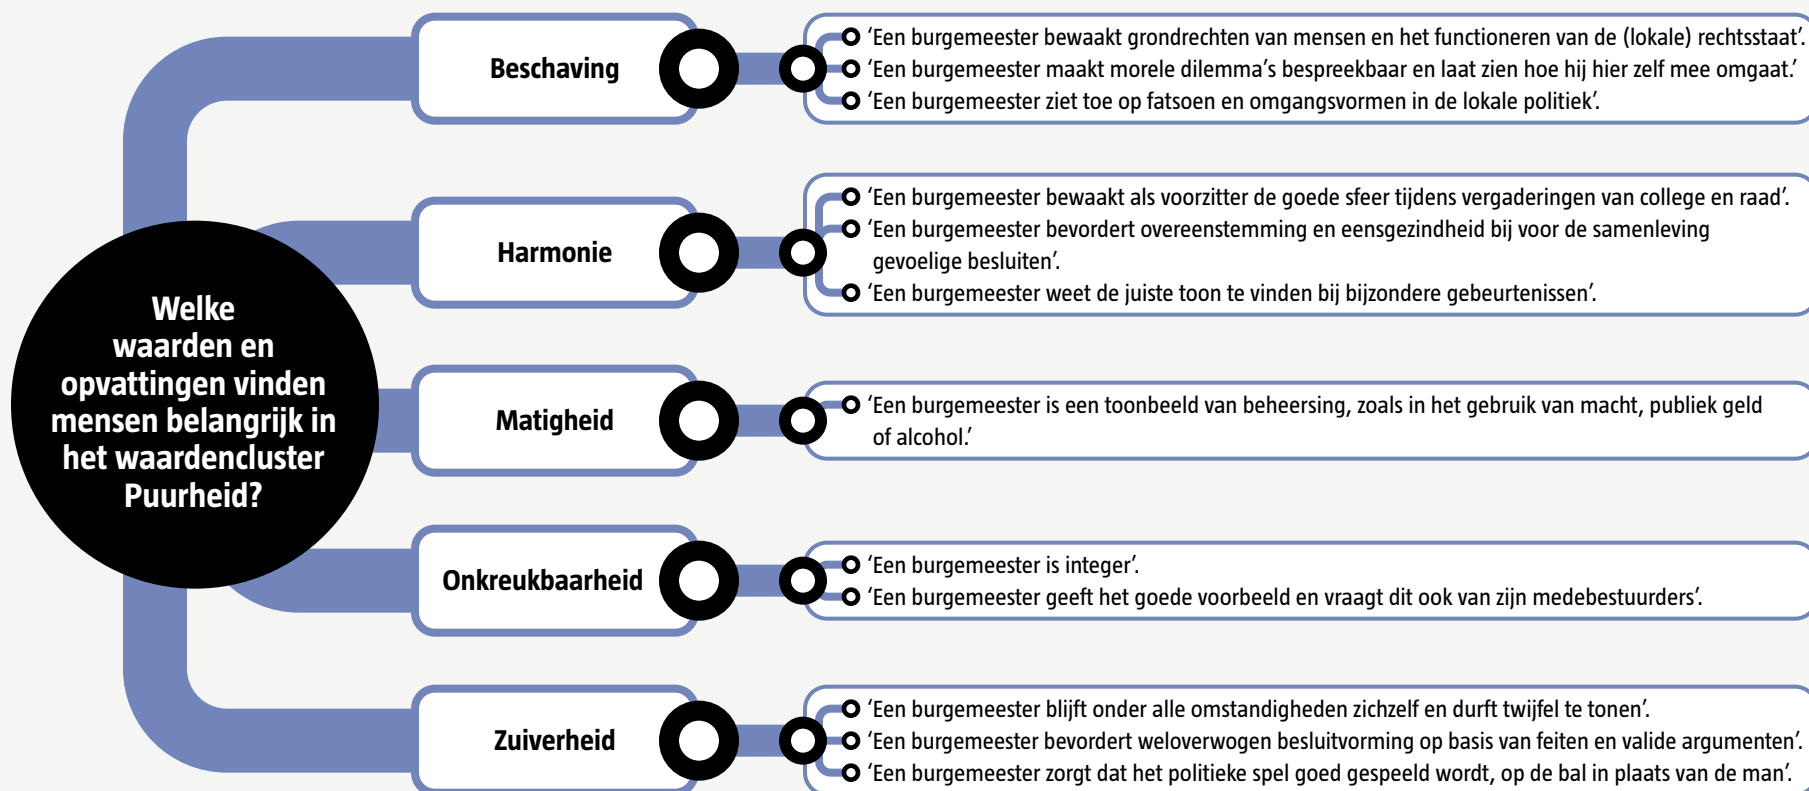 Welke
waarden en
opvattingen vinden
mensen belangrijk in
het waardencluster
Puurheid?
Beschaving
‘Een burgemeester bewaakt grondrechten van mensen en het functioneren van de (lokale) rechtsstaat’.
‘Een burgemeester maakt morele dilemma’s bespreekbaar en laat zien hoe hij hier zelf mee omgaat.’
‘Een burgemeester ziet toe op fatsoen en omgangsvormen in de lokale politiek’.
Harmonie
‘Een burgemeester bewaakt als voorzitter de goede sfeer tijdens vergaderingen van college en raad’.
‘Een burgemeester bevordert overeenstemming en eensgezindheid bij voor de samenleving
gevoelige besluiten’.
‘Een burgemeester weet de juiste toon te vinden bij bijzondere gebeurtenissen’.
Matigheid
‘Een burgemeester is een toonbeeld van beheersing, zoals in het gebruik van macht, publiek geld
of alcohol.’
Onkreukbaarheid
‘Een burgemeester is integer’.
‘Een burgemeester geeft het goede voorbeeld en vraagt dit ook van zijn medebestuurders’.
Zuiverheid
‘Een burgemeester blijft onder alle omstandigheden zichzelf en durft twijfel te tonen’.
‘Een burgemeester bevordert weloverwogen besluitvorming op basis van feiten en valide argumenten’.
‘Een burgemeester zorgt dat het politieke spel goed gespeeld wordt, op de bal in plaats van de man’.